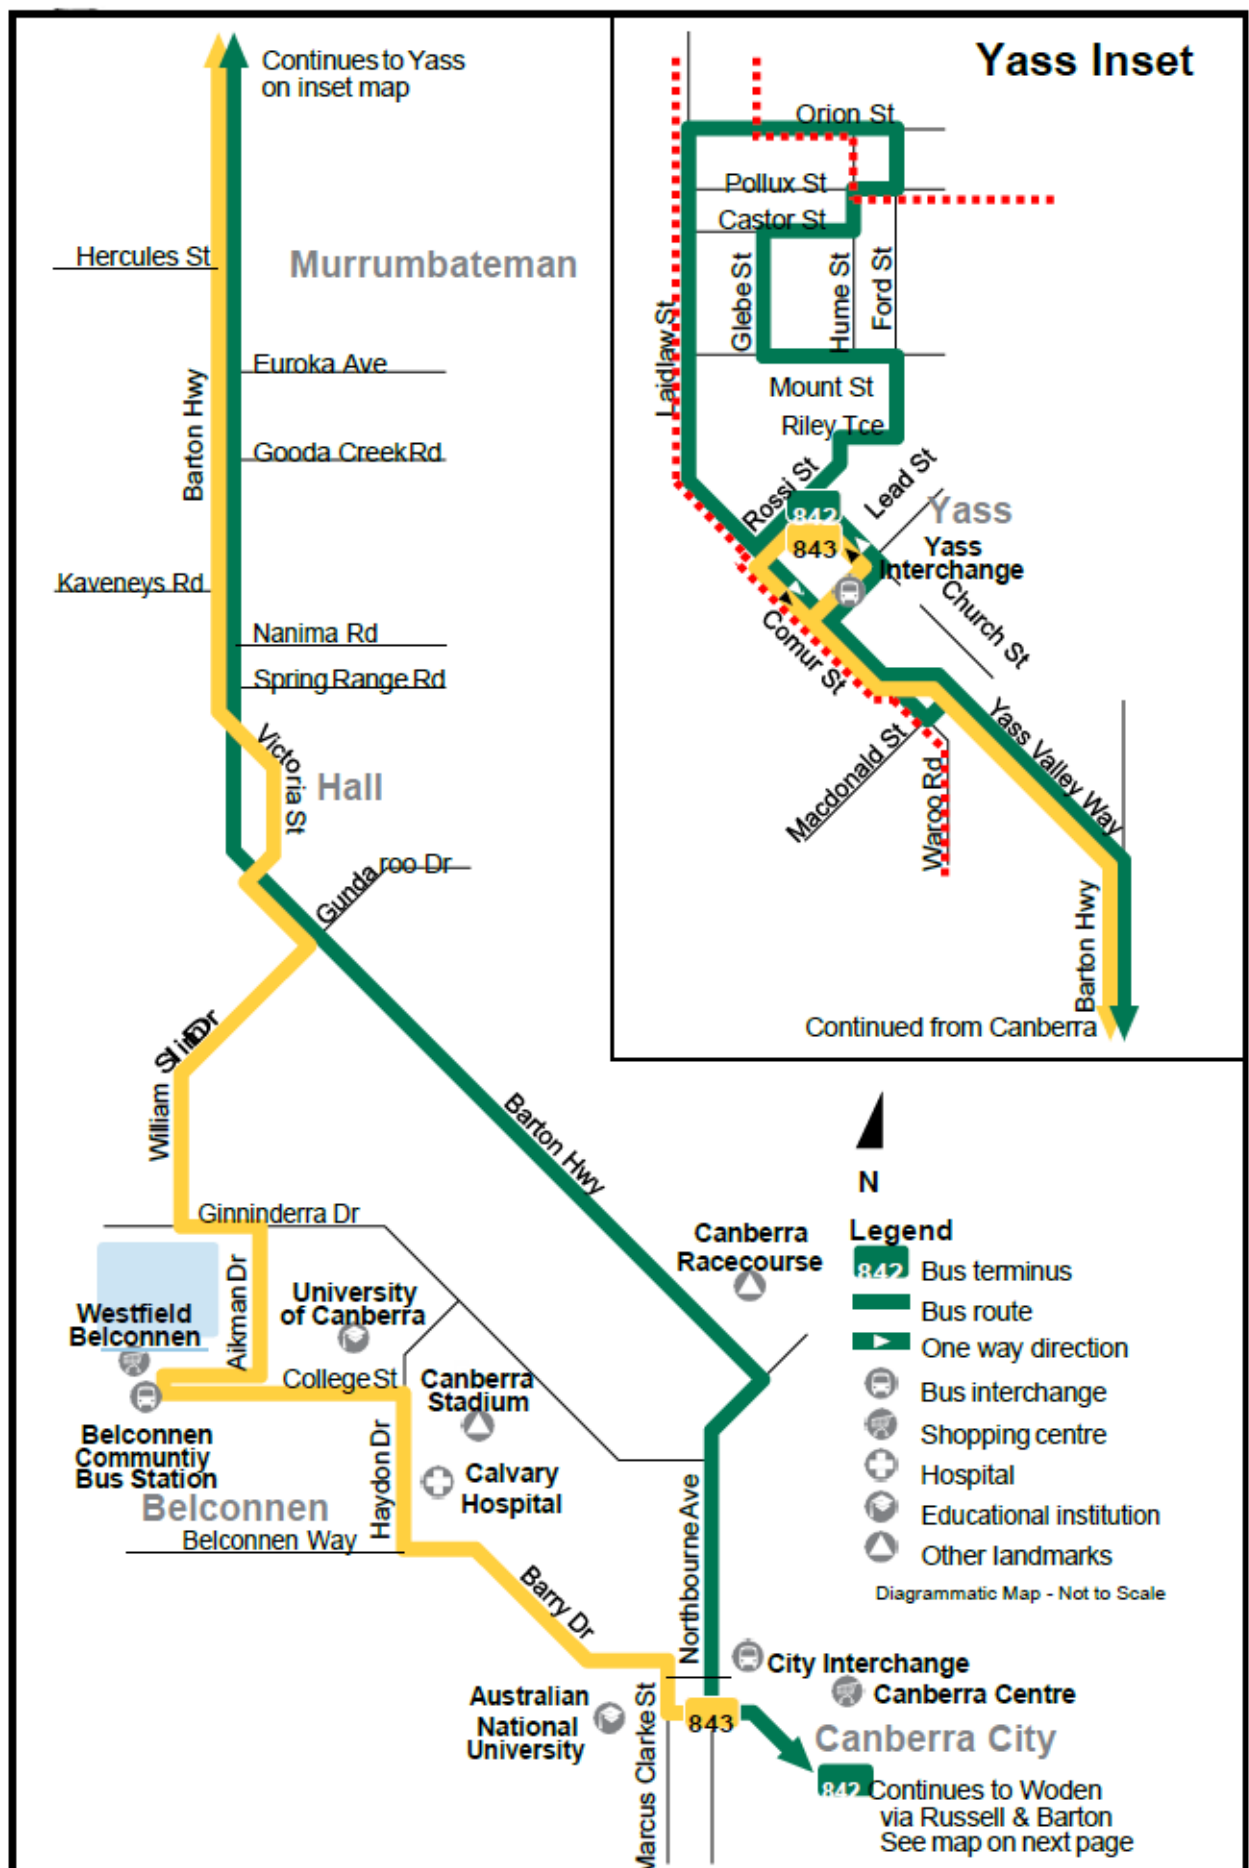 Continues to Yass
on inset map
Hercules St
Murrumbateman
Euroka Ave
Barton Hwy
Gooda Creek Rd
Kaveneys Rd
Nanima Rd
Spring Range Rd
Victoria St
Hall
Gundaroo Dr
William Slim Dr
Barton Hwy
Ginninderra Dr
Westfield
Belconnen
Aikman Dr
University
of Canberra
College St
Canberra
Stadium
Belconnen
Communtiy
Bus Station
Belconnen
Haydon Dr
Calvary
Hospital
Belconnen Way
Barry Dr
Australian
National
University
Marcus Clarke St
Northbourne Ave
Canberra
Racecourse
City Interchange
Canberra Centre
843
Canberra City
842
Continues to Woden
via Russell & Barton
See map on next page
Yass Inset
Orion St
Pollux St
Castor St
Laidlaw St
Glebe St
Hume St
Ford St
Mount St
Riley Tce
Rossi St
Lead St
842
843
Yass
Yass
Interchange
Church St
Comur St
Macdonald St
Waroo Rd
Yass Valley Way
Barton Hwy
Continued from Canberra
N
Legend
842 Bus terminus
Bus route
One way direction
Bus interchange
Shopping centre
Hospital
Educational institution
Other landmarks
Diagrammatic Map - Not to Scale